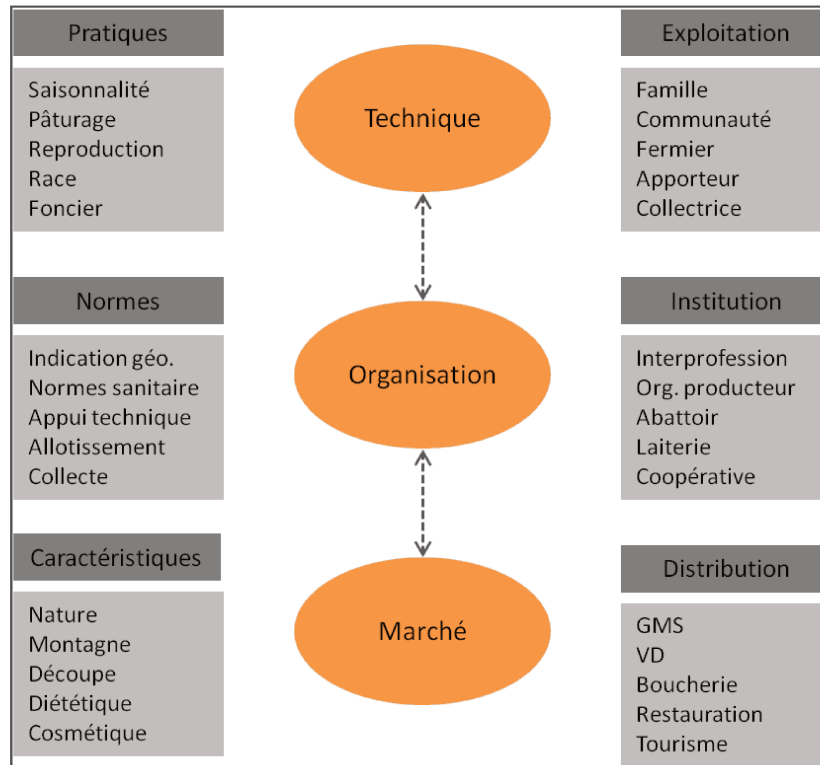 Pratiques
Saisonnalité
Pâturage
Reproduction
Race
Foncier
Technique
Exploitation
Famille
Communauté
Fermier
Apporteur
Collectrice
Normes
Indication géo.
Normes sanitaire
Appui technique
Allotissement
Collecte
Organisation
Institution
Interprofession
Org. producteur
Abattoir
Laiterie
Coopérative
Caractéristiques
Nature
Montagne
Découpe
Diététique
Cosmétique
Marché
Distribution
GMS
VD
Boucherie
Restauration
Tourisme